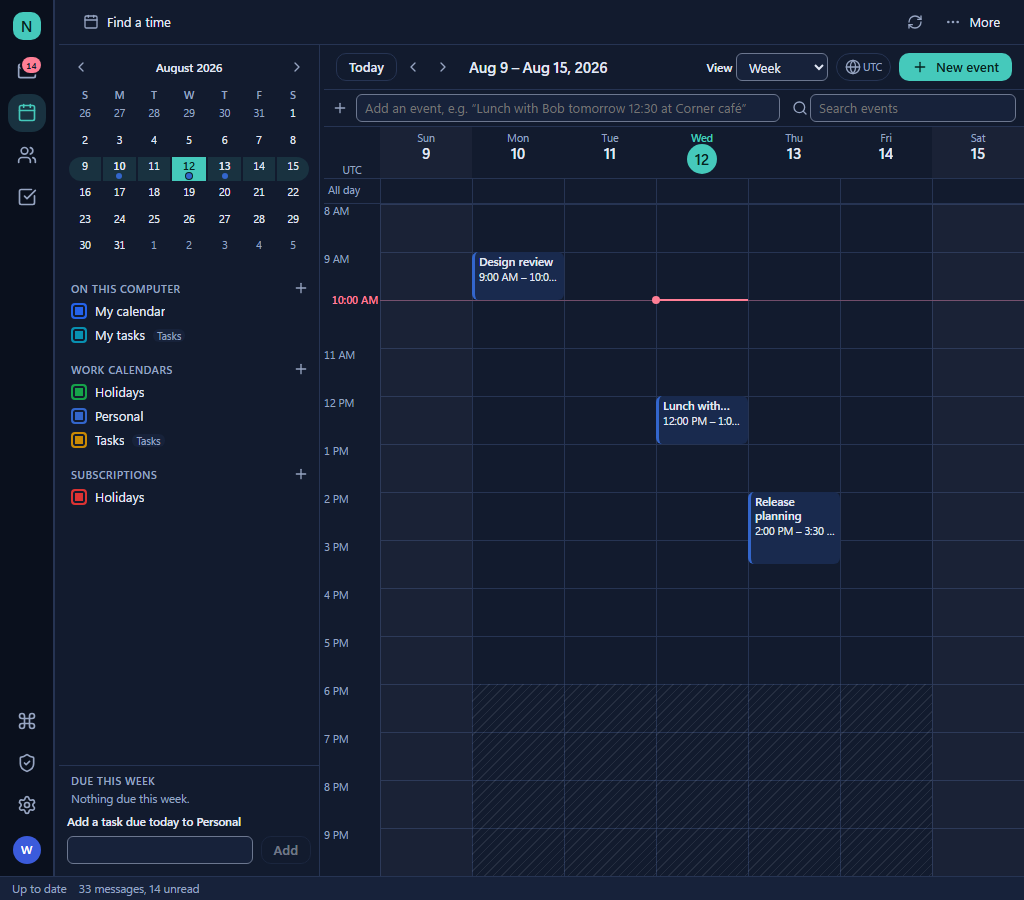 N
Find a time
More
14
August 2026
Today
Aug 9 – Aug 15, 2026
View
Week
UTC
New event
S M T W T F S
26 27 28 29 30 31 1
2 3 4 5 6 7 8
9 10 11 12 13 14 15
16 17 18 19 20 21 22
23 24 25 26 27 28 29
30 31 1 2 3 4 5
Add an event, e.g. “Lunch with Bob tomorrow 12:30 at Corner café”
Search events
Sun Mon Tue Wed Thu Fri Sat
9 10 11 12 13 14 15
UTC
All day
8 AM
9 AM
10:00 AM
11 AM
12 PM
1 PM
2 PM
3 PM
4 PM
5 PM
6 PM
7 PM
8 PM
9 PM
Design review
9:00 AM – 10:0...
Lunch with...
12:00 PM – 1:0...
Release
planning
2:00 PM – 3:30 ...
ON THIS COMPUTER
My calendar
My tasks Tasks
WORK CALENDARS
Holidays
Personal
Tasks Tasks
SUBSCRIPTIONS
Holidays
DUE THIS WEEK
Nothing due this week.
Add a task due today to Personal
Add
W
Up to date 33 messages, 14 unread